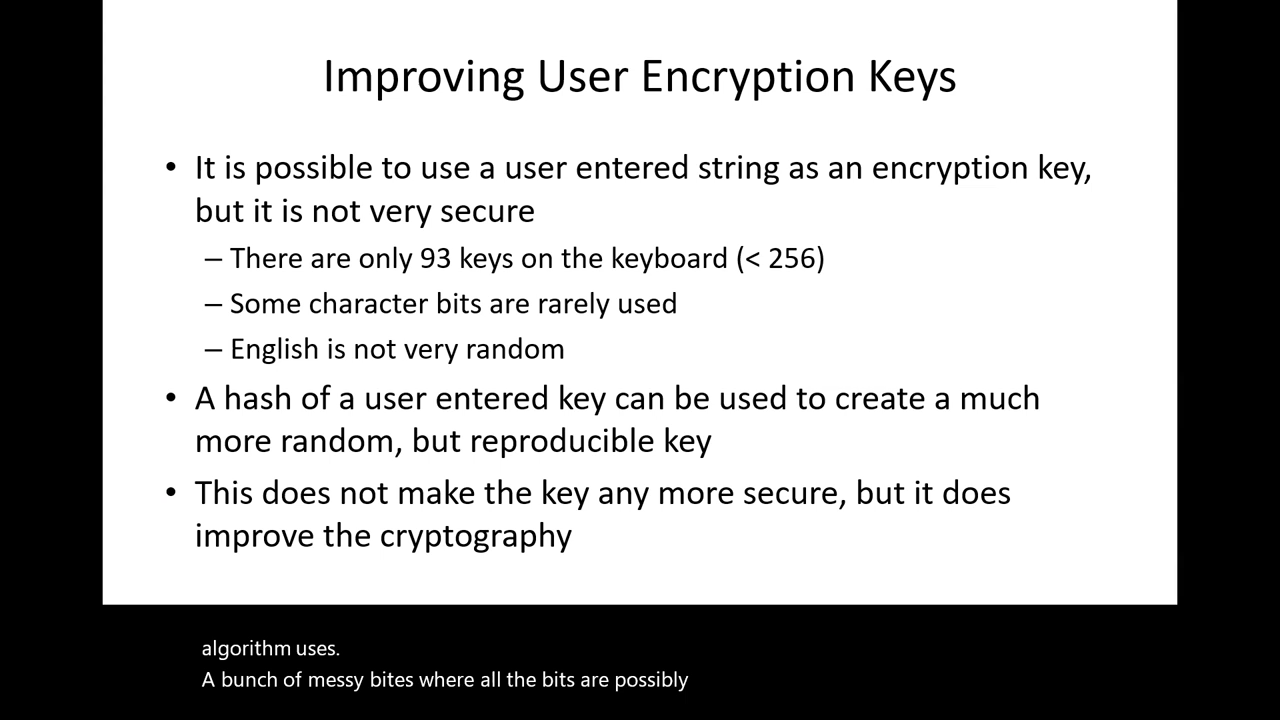 Improving User Encryption Keys
• It is possible to use a user entered string as an encryption key,
but it is not very secure
– There are only 93 keys on the keyboard (< 256)
– Some character bits are rarely used
– English is not very random
• A hash of a user entered key can be used to create a much
more random, but reproducible key
• This does not make the key any more secure, but it does
improve the cryptography
algorithm uses.
A bunch of messy bites where all the bits are possibly